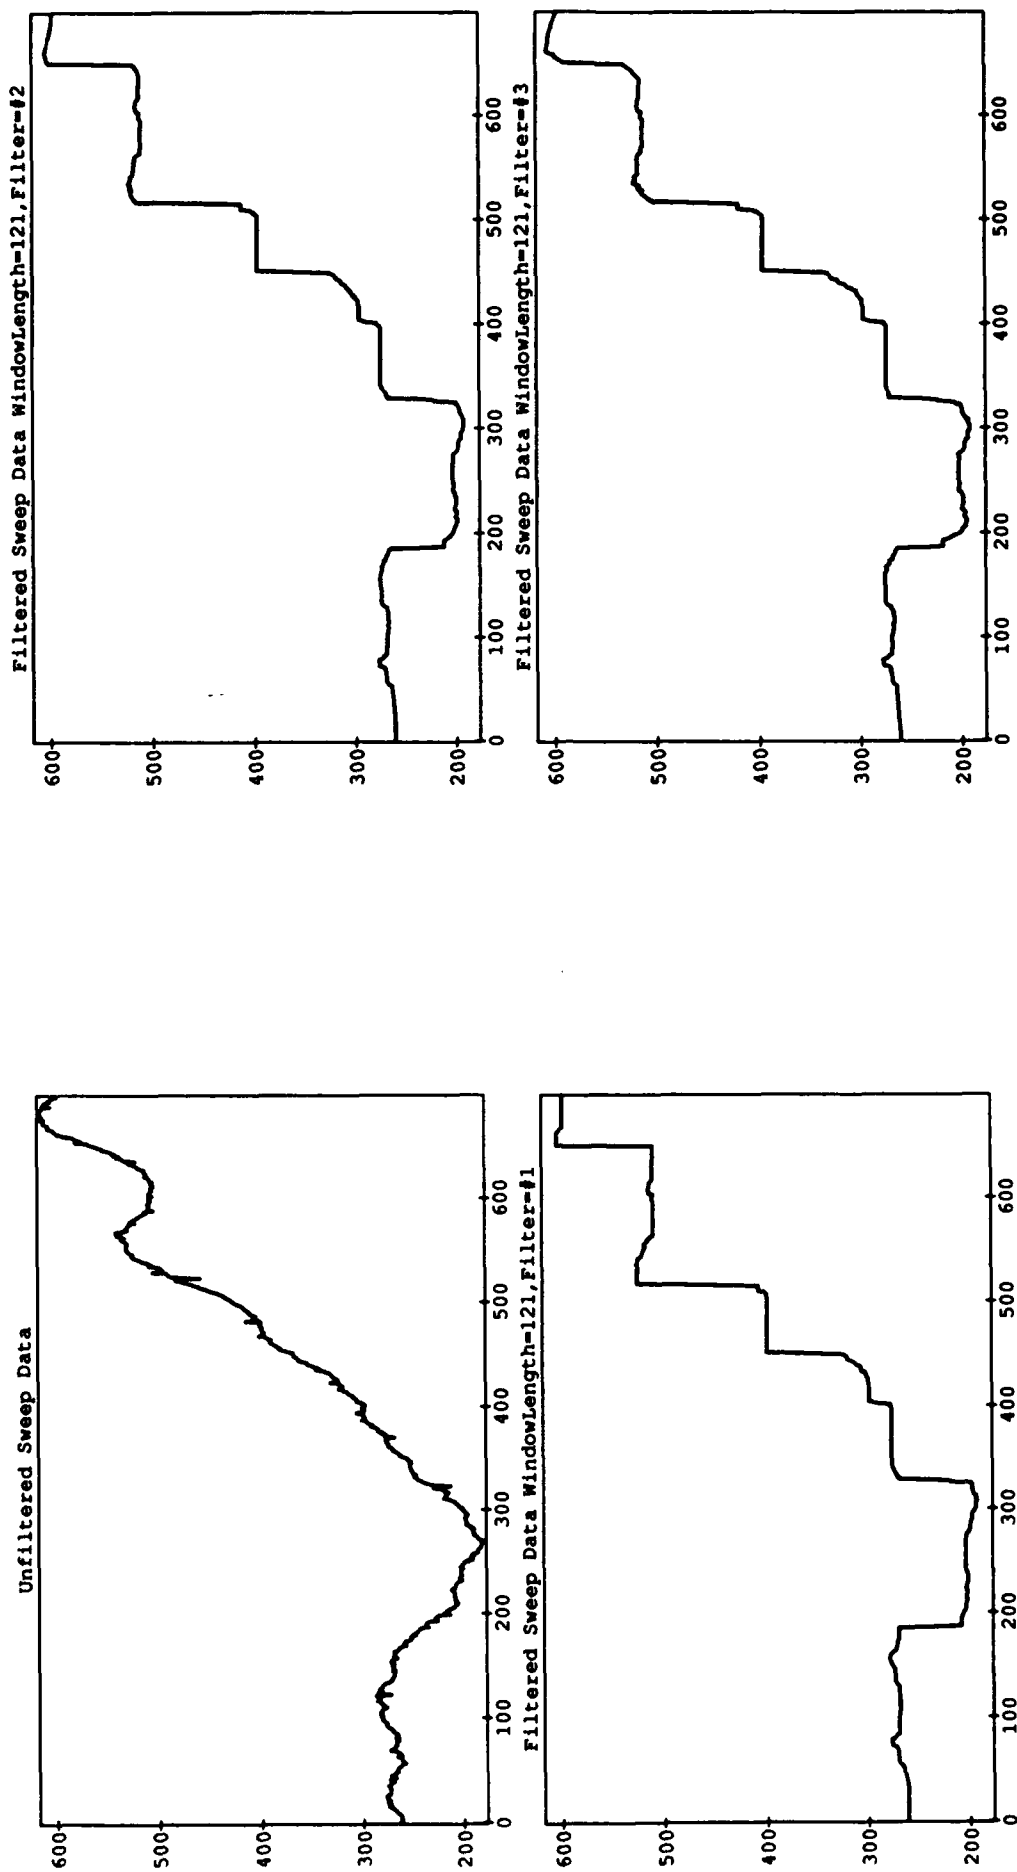 Unfiltered Sweep Data
600
500
400
300
200
0 100 200 300 400 500 600
Filtered Sweep Data WindowLength=121,Filter=#2
600
500
400
300
200
0 100 200 300 400 500 600
Filtered Sweep Data WindowLength=121,Filter=#1
600
500
400
300
200
0 100 200 300 400 500 600
Filtered Sweep Data WindowLength=121,Filter=#3
600
500
400
300
200
0 100 200 300 400 500 600